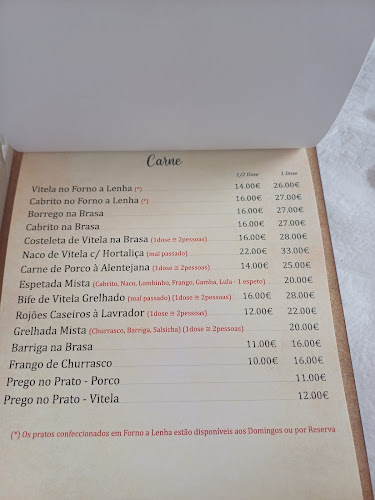 Carne
1/2 Dose 1 Dose
Vitela no Forno a Lenha (*) 14.00€ 26.00€
Cabrito no Forno a Lenha (*) 16.00€ 27.00€
Borrego na Brasa 16.00€ 27.00€
Cabrito na Brasa 16.00€ 27.00€
Costeleta de Vitela na Brasa (1dose ≅ 2pessoas) 16.00€ 28.00€
Naco de Vitela c/ Hortaliça (mal passado) 22.00€ 33.00€
Carne de Porco à Alentejana (1dose ≅ 2pessoas) 14.00€ 25.00€
Espetada Mista (Cabrito, Naco, Lombinho, Frango, Gamba, Lula - 1 espeto) 20.00€
Bife de Vitela Grelhado (mal passado) (1dose ≅ 2pessoas) 16.00€ 28.00€
Rojões Caseiros à Lavrador (1dose ≅ 2pessoas) 12.00€ 22.00€
Grelhada Mista (Churrasco, Barriga, Salsicha) (1dose ≅ 2pessoas) 20.00€
Barriga na Brasa 11.00€ 16.00€
Frango de Churrasco 10.00€ 16.00€
Prego no Prato - Porco 11.00€
Prego no Prato - Vitela 12.00€
(*) Os pratos confeccionados em Forno a Lenha estão disponíveis aos Domingos ou por Reserva